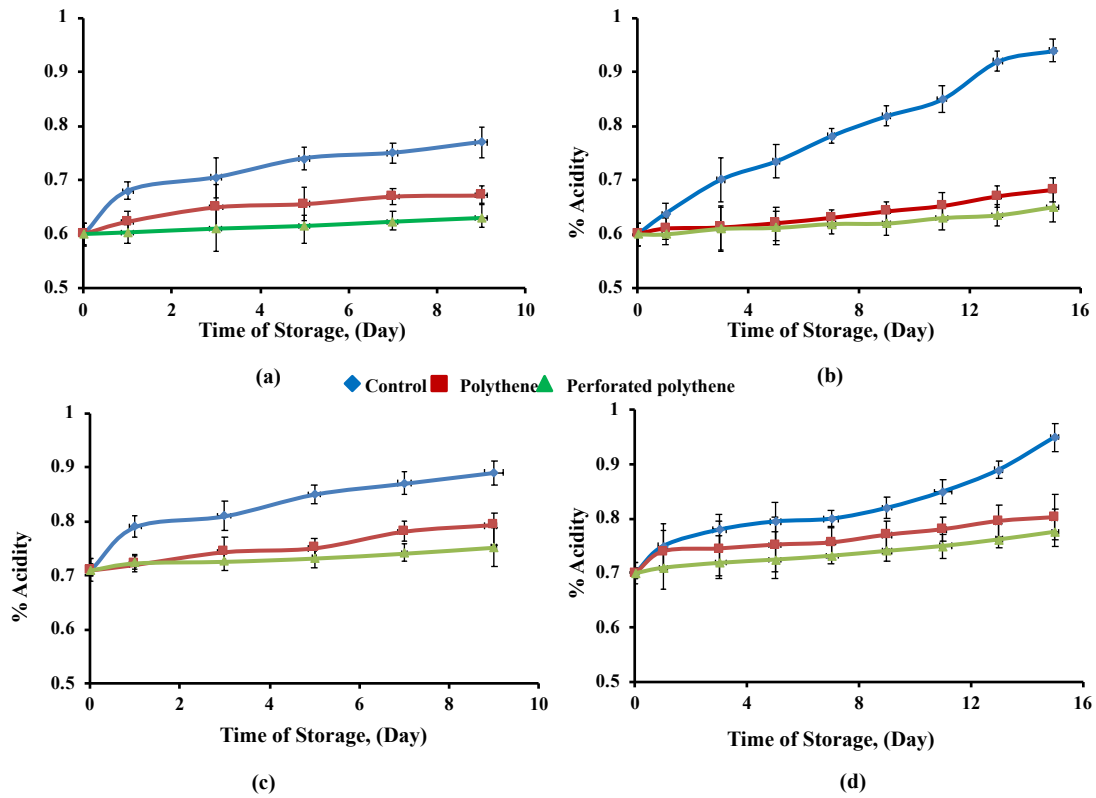 1
0.9
0.8
0.7
0.6
0.5
0 2 4 6 8 10
Time of Storage, (Day)
(a)
1
0.9
0.8
0.7
0.6
0.5
% Acidity
0 4 8 12 16
Time of Storage, (Day)
(b)
Control Polythene Perforated polythene
1
0.9
0.8
0.7
0.6
0.5
% Acidity
0 2 4 6 8 10
Time of Storage, (Day)
(c)
1
0.9
0.8
0.7
0.6
0.5
% Acidity
0 4 8 12 16
Time of Storage, (Day)
(d)